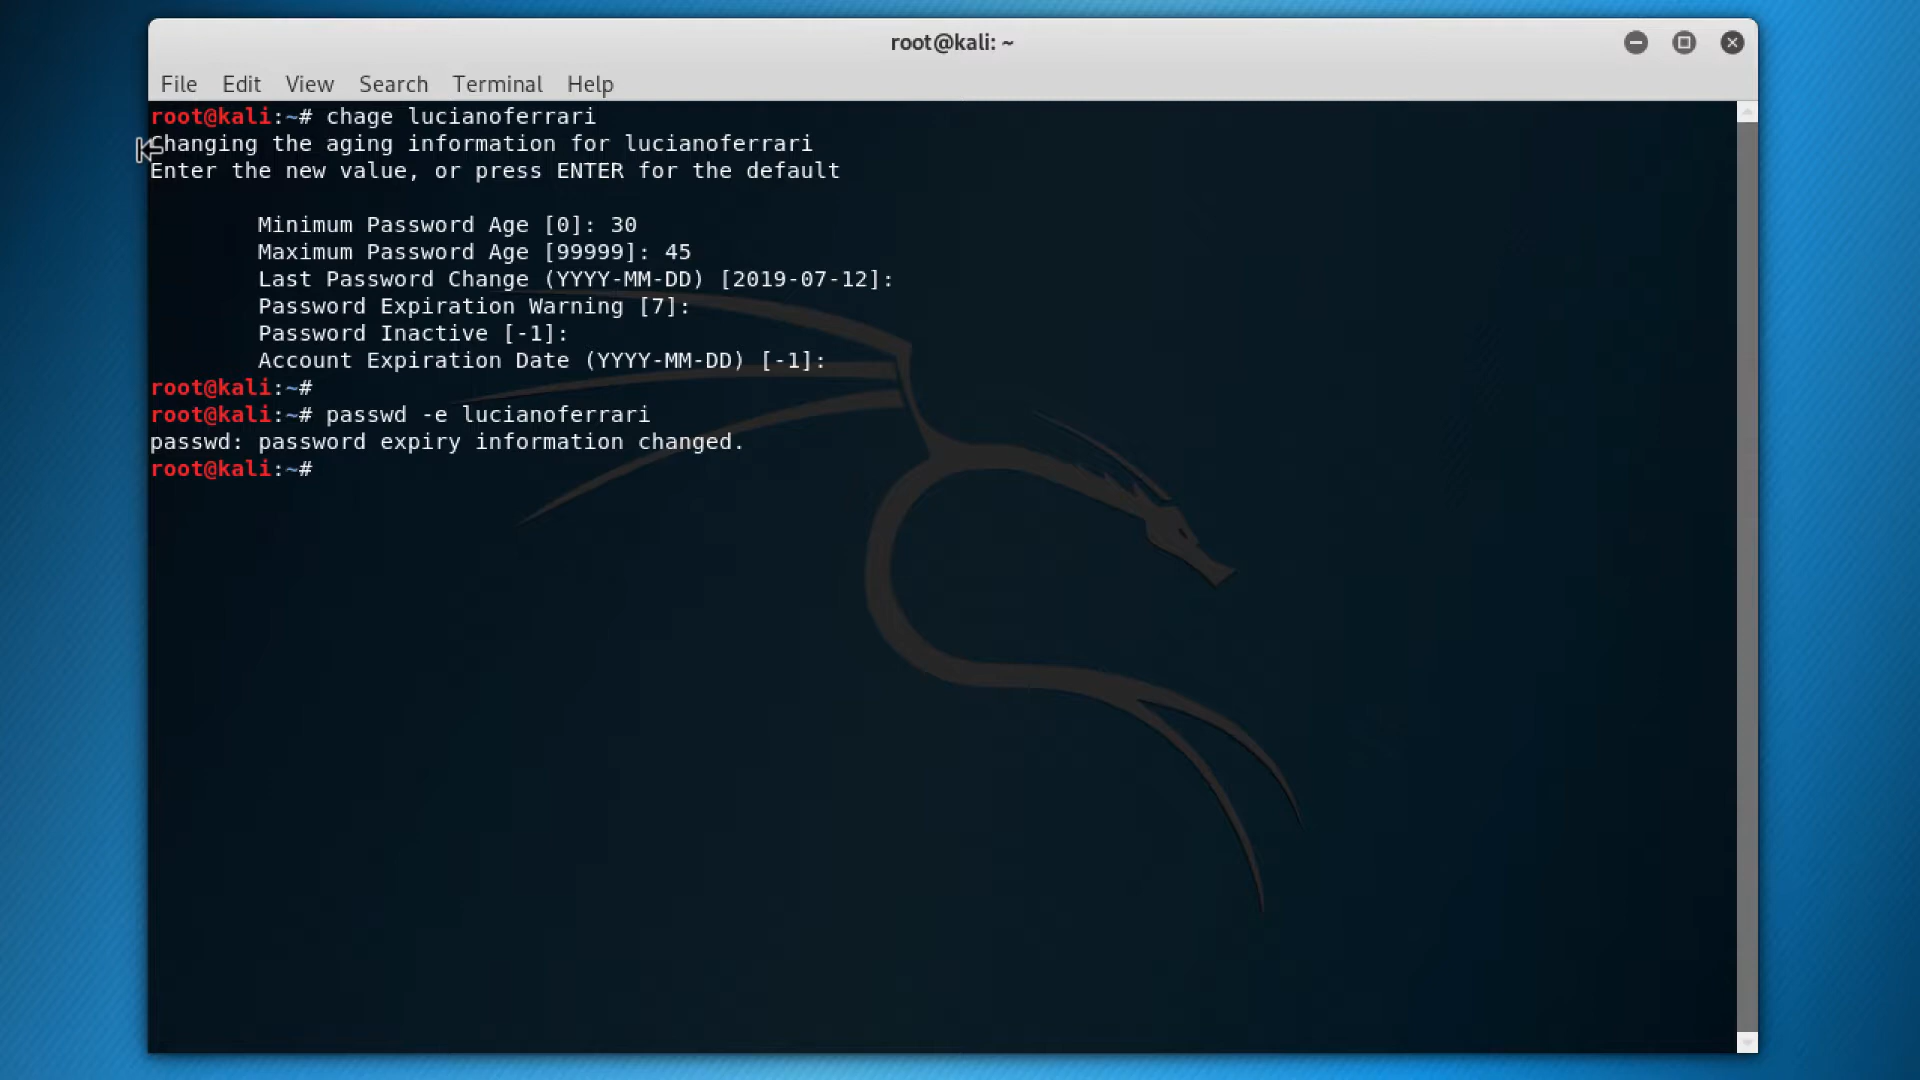 root@kali: ~
File Edit View Search Terminal Help
root@kali:~# chage lucianoferrari
Changing the aging information for lucianoferrari
Enter the new value, or press ENTER for the default
Minimum Password Age [0]: 30
Maximum Password Age [99999]: 45
Last Password Change (YYYY-MM-DD) [2019-07-12]:
Password Expiration Warning [7]:
Password Inactive [-1]:
Account Expiration Date (YYYY-MM-DD) [-1]:
root@kali:~#
root@kali:~# passwd -e lucianoferrari
passwd: password expiry information changed.
root@kali:~#